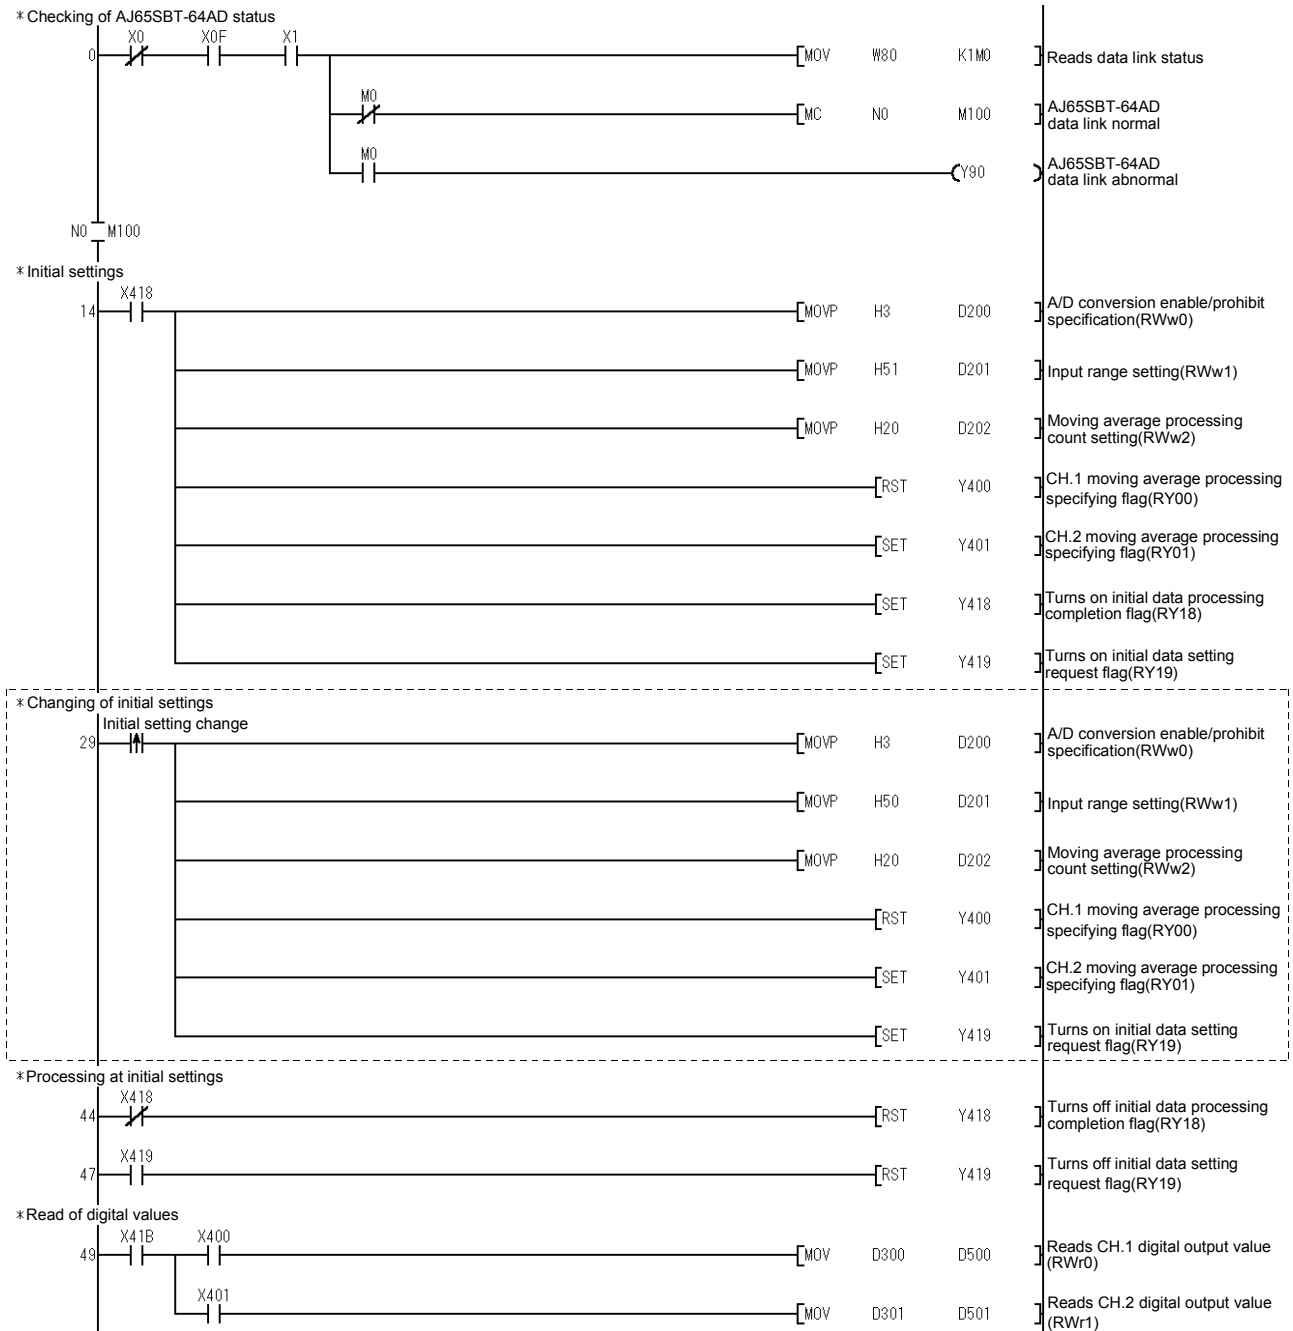 * Checking of AJ65SBT-64AD status
0 X0 X0F X1 MOV W80 K1M0 Reads data link status
M0 MC N0 M100 AJ65SBT-64AD
data link normal
M0 Y90 AJ65SBT-64AD
data link abnormal
N0 M100
* Initial settings
14 X418 MOVP H3 D200 A/D conversion enable/prohibit
specification(RWw0)
MOVP H51 D201 Input range setting(RWw1)
MOVP H20 D202 Moving average processing
count setting(RWw2)
RST Y400 CH.1 moving average processing
specifying flag(RY00)
SET Y401 CH.2 moving average processing
specifying flag(RY01)
SET Y418 Turns on initial data processing
completion flag(RY18)
SET Y419 Turns on initial data setting
request flag(RY19)
* Changing of initial settings
Initial setting change
29 MOVP H3 D200 A/D conversion enable/prohibit
specification(RWw0)
MOVP H50 D201 Input range setting(RWw1)
MOVP H20 D202 Moving average processing
count setting(RWw2)
RST Y400 CH.1 moving average processing
specifying flag(RY00)
SET Y401 CH.2 moving average processing
specifying flag(RY01)
SET Y419 Turns on initial data setting
request flag(RY19)
* Processing at initial settings
44 X418 RST Y418 Turns off initial data processing
completion flag(RY18)
47 X419 RST Y419 Turns off initial data setting
request flag(RY19)
* Read of digital values
49 X41B X400 MOV D300 D500 Reads CH.1 digital output value
(RWr0)
X401 MOV D301 D501 Reads CH.2 digital output value
(RWr1)